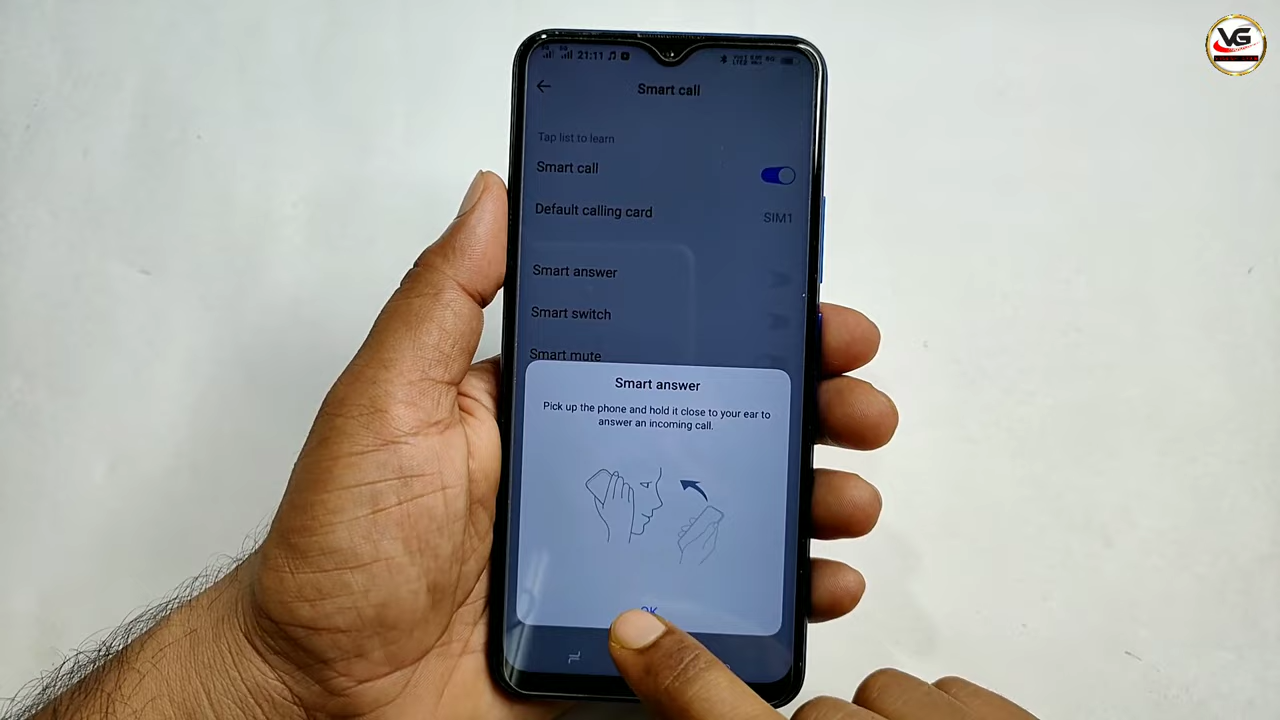 21:11
Smart call
Tap list to learn
Smart call
Default calling card
SIM1
Smart answer
Smart switch
Smart mute
Smart answer
Pick up the phone and hold it close to your ear to
answer an incoming call.
OK
VG